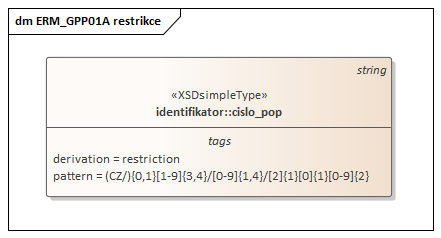 dm ERM_GPP01A restrikce
string
«XSDsimpleType»
identifikator::cislo_pop
tags
derivation = restriction
pattern = (CZ/){0,1}[1-9]{3,4}/[0-9]{1,4}/[2]{1}[0]{1}[0-9]{2}